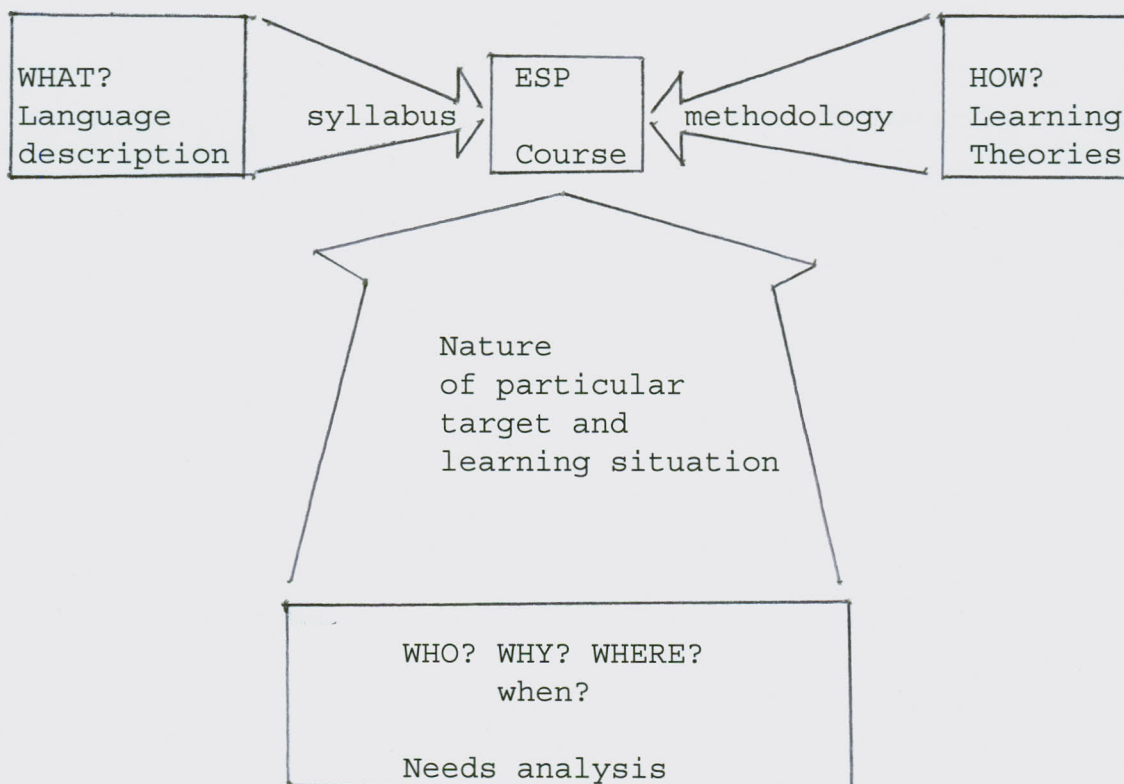 WHAT?
Language
description
syllabus
ESP
Course
methodology
HOW?
Learning
Theories
Nature
of particular
target and
learning situation
WHO? WHY? WHERE?
when?
Needs analysis